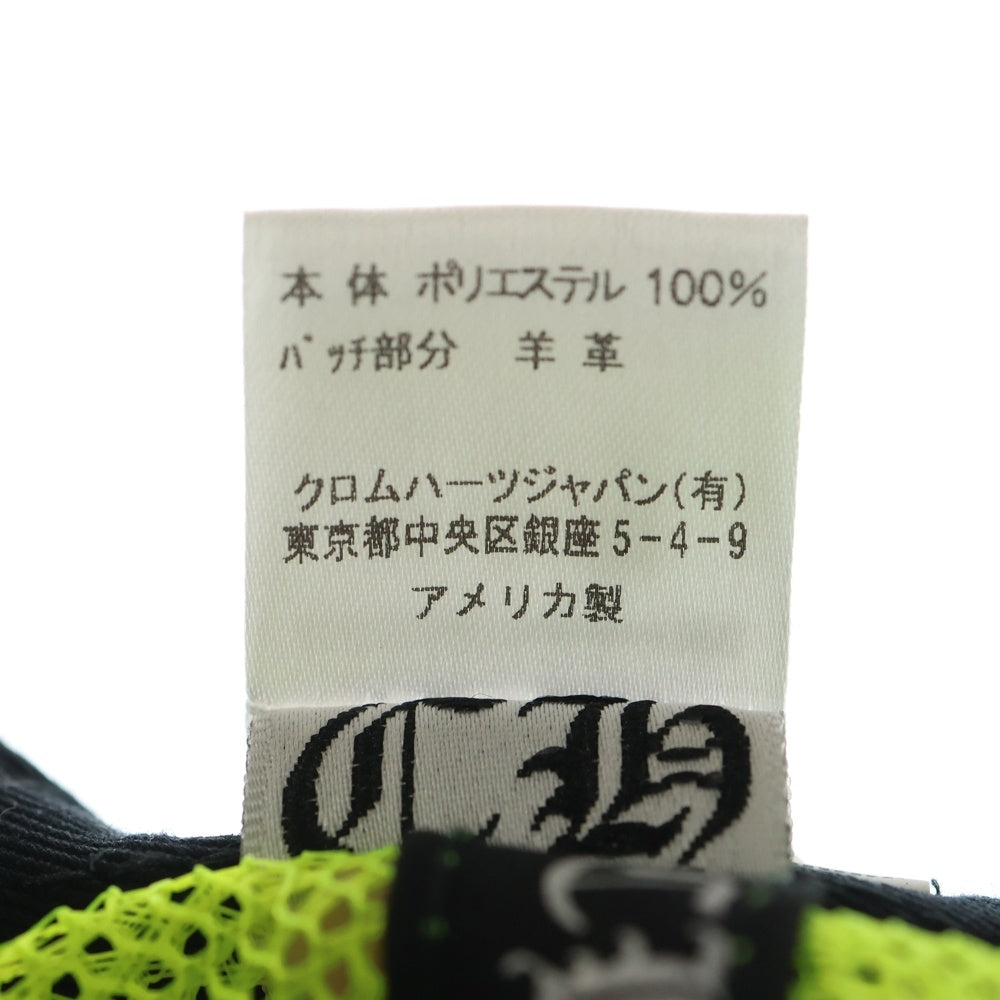 本体 ポリエステル 100%
ﾊﾟｯﾁ部分 羊革
クロムハーツジャパン(有)
東京都中央区銀座5-4-9
アメリカ製
CH